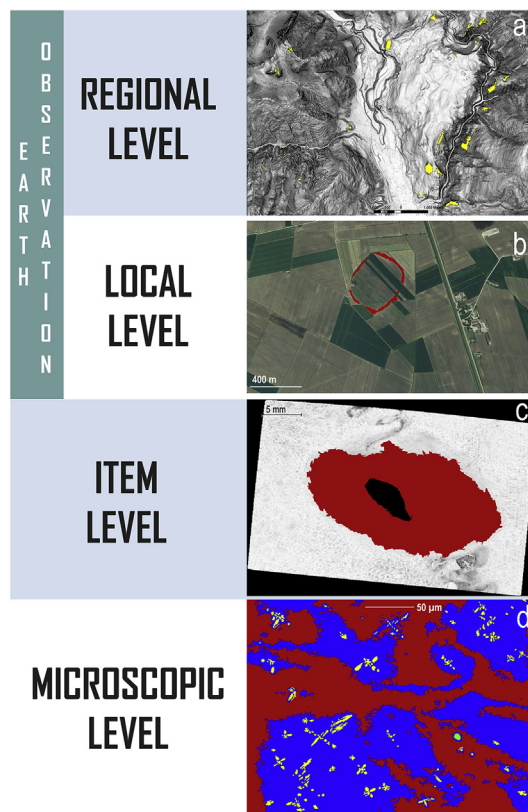 EARTH
OBSERVATION
REGIONAL
LEVEL
a
LOCAL
LEVEL
b
400 m
ITEM
LEVEL
c
5 mm
MICROSCOPIC
LEVEL
d
50 µm